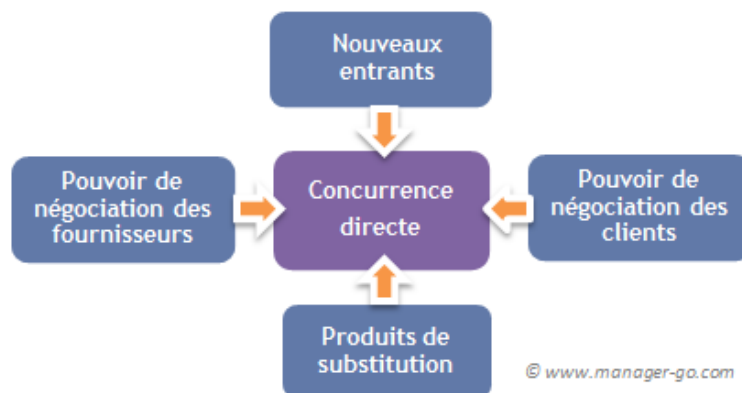 Nouveaux
entrants
Pouvoir de
négociation des
fournisseurs
Concurrence
directe
Pouvoir de
négociation des
clients
Produits de
substitution
© www.manager-go.com